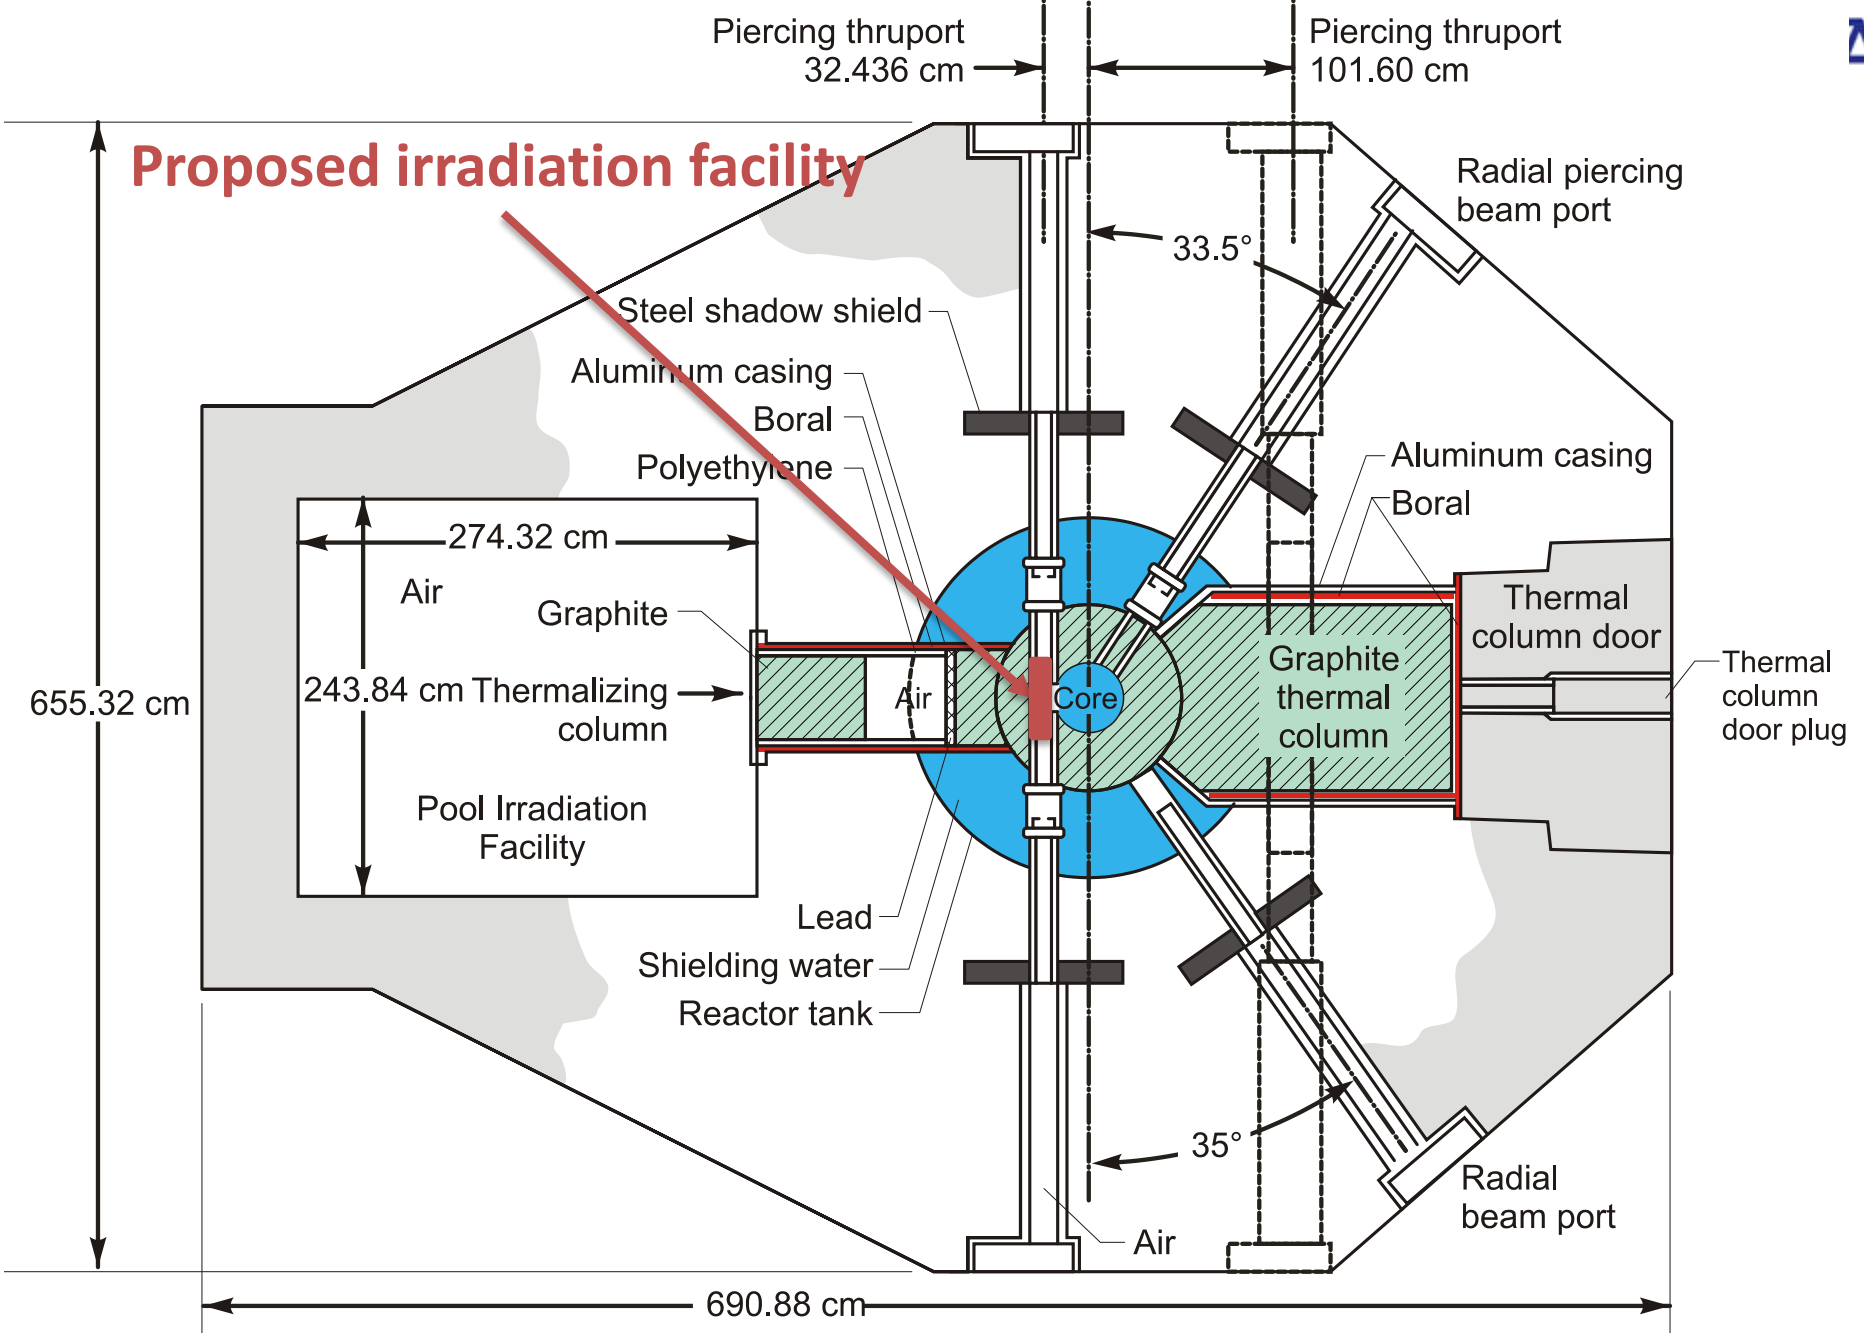 Piercing thruport
32.436 cm
Piercing thruport
101.60 cm
Proposed irradiation facility
Radial piercing
beam port
33.5°
Steel shadow shield
Aluminum casing
Boral
Polyethylene
Aluminum casing
Boral
274.32 cm
Air
Graphite
Thermal
column door
Graphite
thermal
column
Thermal
column
door plug
655.32 cm
243.84 cm
Thermalizing
column
Air
Core
Pool Irradiation
Facility
Lead
Shielding water
Reactor tank
35°
Radial
beam port
Air
690.88 cm